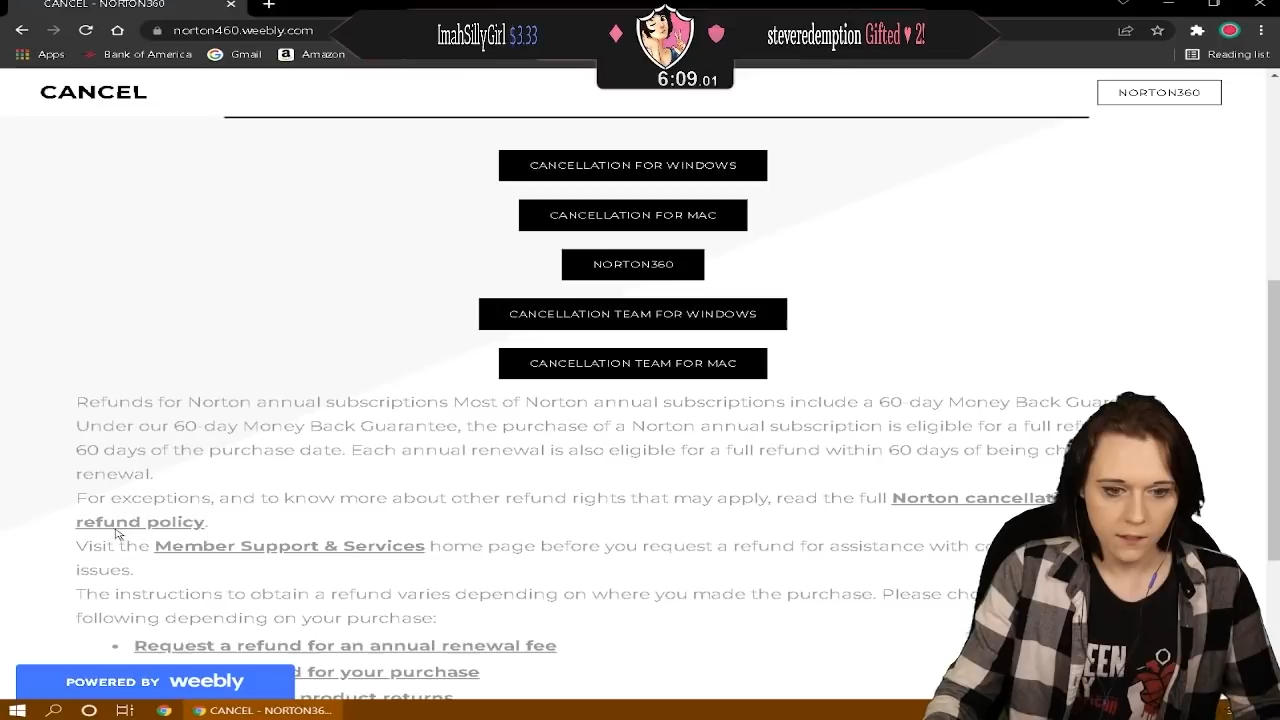 CANCEL - NORTON360
norton460.weebly.com
ImahSillyGirl $3.33
steveredemption Gifted ♥ 2!
6:09.01
Apps
Bank of America
Gmail
Amazon
Reading list
CANCEL
NORTON360
CANCELLATION FOR WINDOWS
CANCELLATION FOR MAC
NORTON360
CANCELLATION TEAM FOR WINDOWS
CANCELLATION TEAM FOR MAC
Refunds for Norton annual subscriptions Most of Norton annual subscriptions include a 60-day Money Back Guar
Under our 60-day Money Back Guarantee, the purchase of a Norton annual subscription is eligible for a full ref
60 days of the purchase date. Each annual renewal is also eligible for a full refund within 60 days of being ch
renewal.
For exceptions, and to know more about other refund rights that may apply, read the full Norton cancellat
refund policy.
Visit the Member Support & Services home page before you request a refund for assistance with co
issues.
The instructions to obtain a refund varies depending on where you made the purchase. Please cho
following depending on your purchase:
• Request a refund for an annual renewal fee
d for your purchase
product returns
POWERED BY weebly
CANCEL - NORTON36...